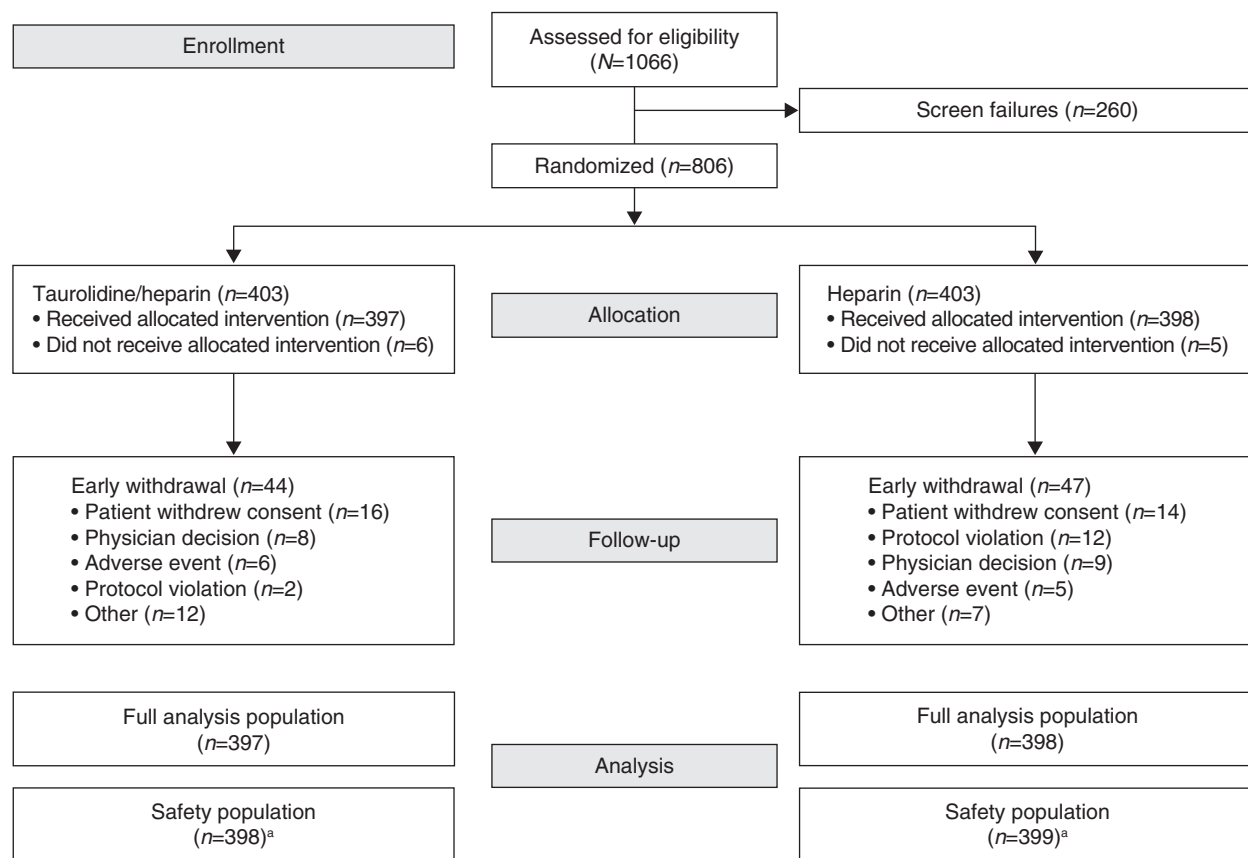 Enrollment
Assessed for eligibility
(N=1066)
Screen failures (n=260)
Randomized (n=806)
Taurolidine/heparin (n=403)
• Received allocated intervention (n=397)
• Did not receive allocated intervention (n=6)
Allocation
Heparin (n=403)
• Received allocated intervention (n=398)
• Did not receive allocated intervention (n=5)
Early withdrawal (n=44)
• Patient withdrew consent (n=16)
• Physician decision (n=8)
• Adverse event (n=6)
• Protocol violation (n=2)
• Other (n=12)
Follow-up
Early withdrawal (n=47)
• Patient withdrew consent (n=14)
• Protocol violation (n=12)
• Physician decision (n=9)
• Adverse event (n=5)
• Other (n=7)
Full analysis population
(n=397)
Analysis
Full analysis population
(n=398)
Safety population
(n=398)ᵃ
Safety population
(n=399)ᵃ